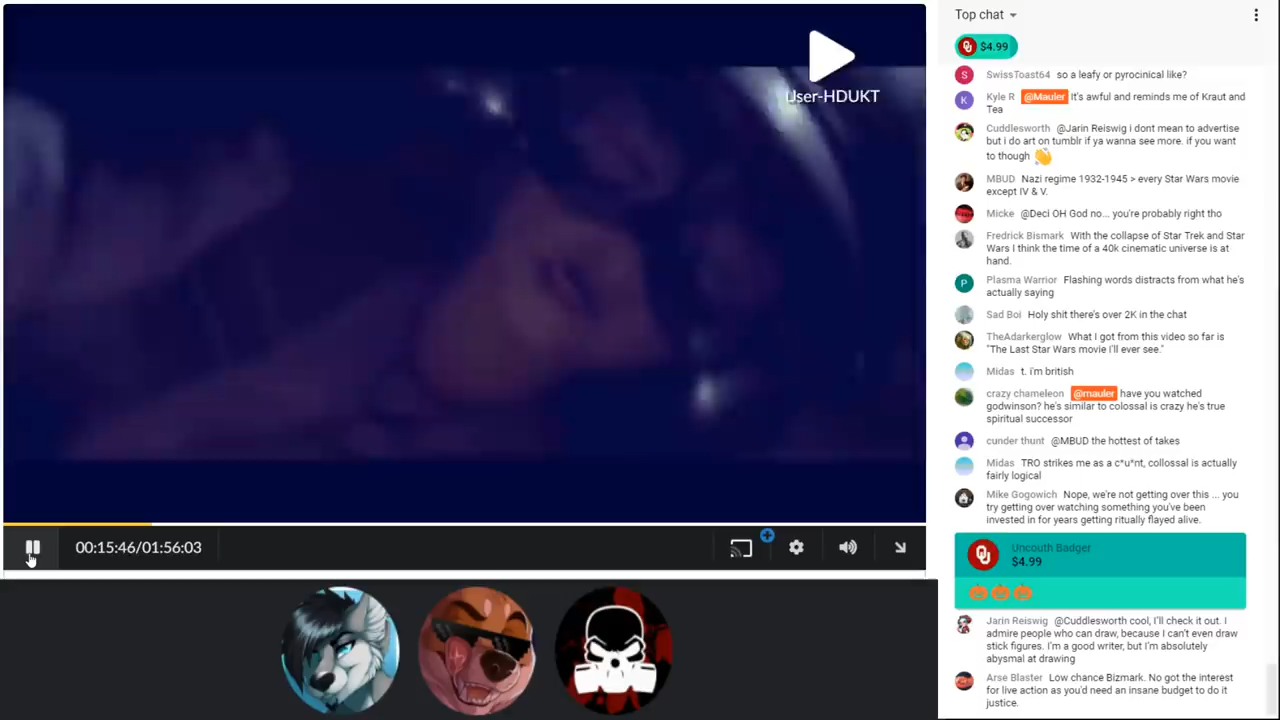 User-HDUKT
00:15:46/01:56:03
Top chat
$4.99
SwissToast64 so a leafy or pyrocinical like?
Kyle R @Mauler It's awful and reminds me of Kraut and
Tea
Cuddlesworth @Jarin Reiswig i dont mean to advertise
but i do art on tumblr if ya wanna see more. if you want
to though
MBUD Nazi regime 1932-1945 > every Star Wars movie
except IV & V.
Micke @Deci OH God no... you're probably right tho
Fredrick Bismark With the collapse of Star Trek and Star
Wars I think the time of a 40k cinematic universe is at
hand.
Plasma Warrior Flashing words distracts from what he's
actually saying
Sad Boi Holy shit there's over 2K in the chat
TheAdarkerglow What I got from this video so far is
"The Last Star Wars movie I'll ever see."
Midas t. i'm british
crazy chameleon @mauler have you watched
godwinson? he's similar to colossal is crazy he's true
spiritual successor
cunder thunt @MBUD the hottest of takes
Midas TRO strikes me as a c*u*nt, collossal is actually
fairly logical
Mike Gogowich Nope, we're not getting over this ... you
try getting over watching something you've been
invested in for years getting ritually flayed alive.
Uncouth Badger
$4.99
Jarin Reiswig @Cuddlesworth cool, I'll check it out. I
admire people who can draw, because I can't even draw
stick figures. I'm a good writer, but I'm absolutely
abysmal at drawing
Arse Blaster Low chance Bizmark. No got the interest
for live action as you'd need an insane budget to do it
justice.